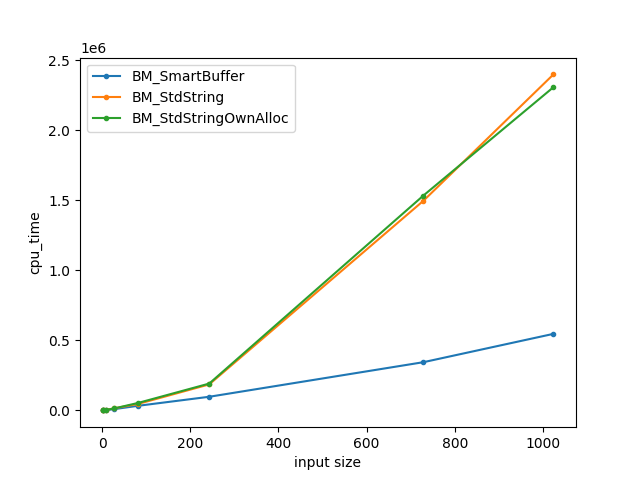 1e6
2.5
2.0
1.5
1.0
0.5
0.0
cpu_time
BM_SmartBuffer
BM_StdString
BM_StdStringOwnAlloc
0 200 400 600 800 1000
input size